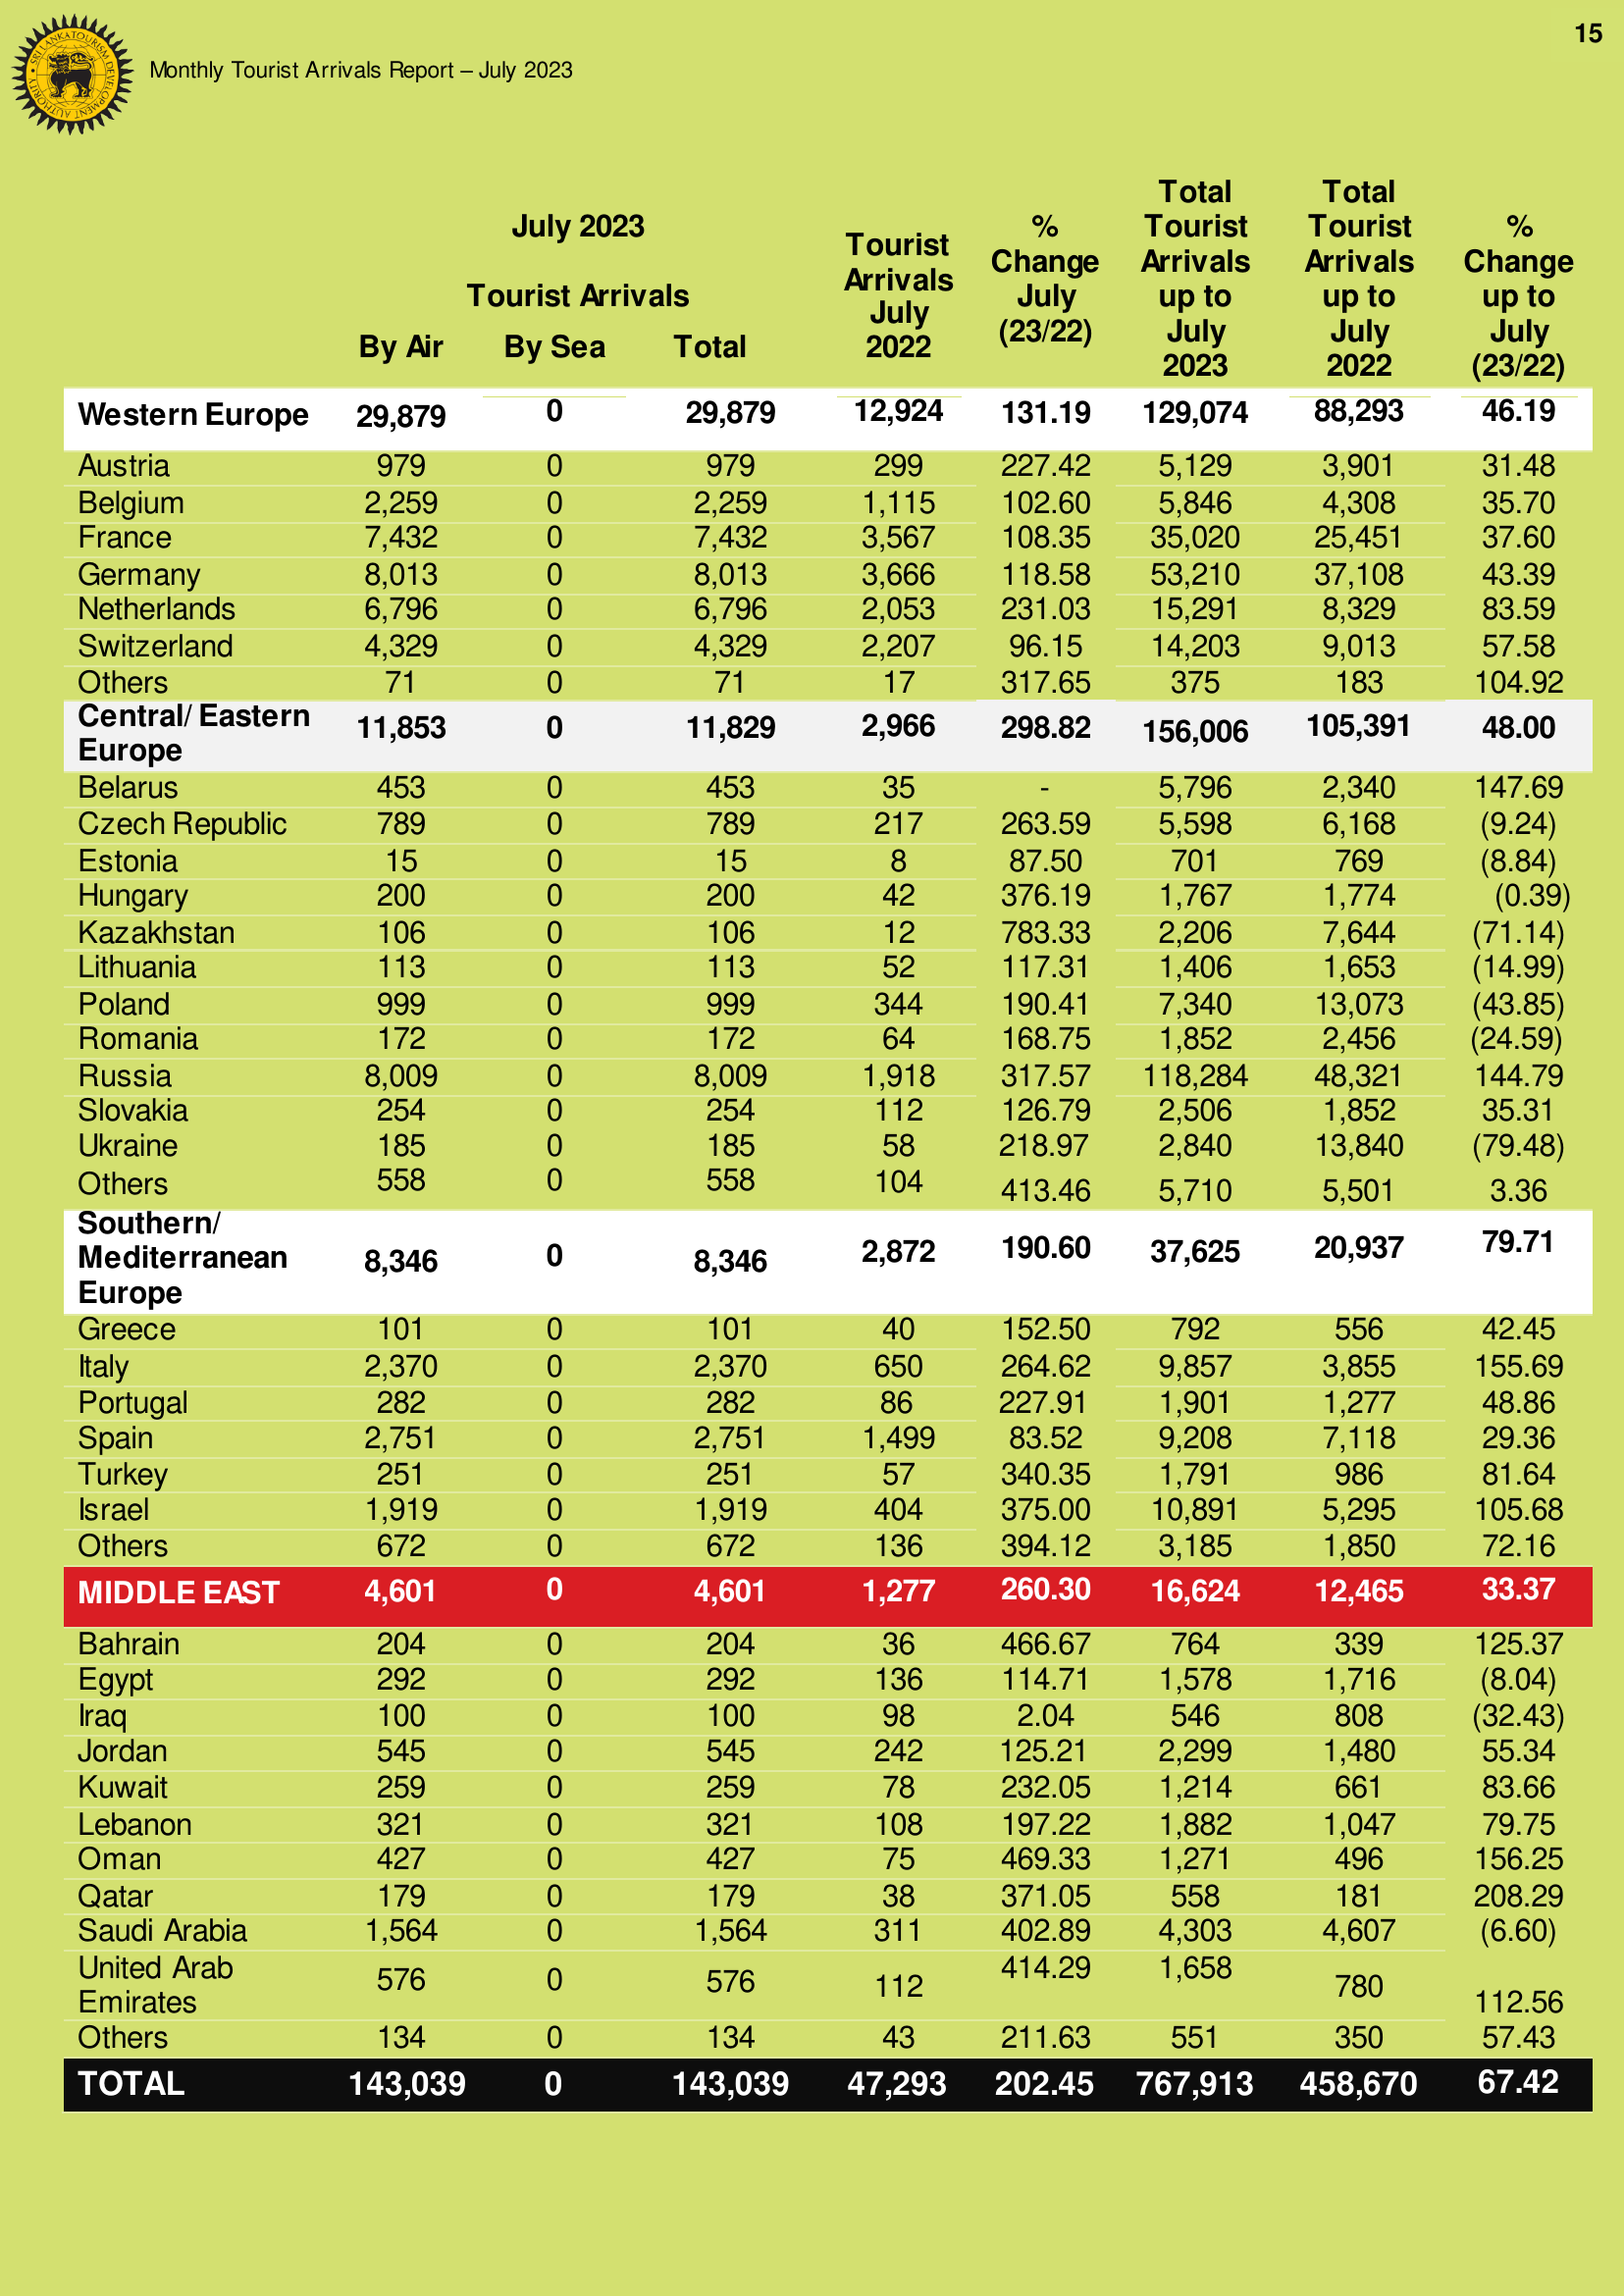 15
SRI LANKA TOURISM DEVELOPMENT AUTHORITY
Monthly Tourist Arrivals Report – July 2023
July 2023
Tourist Arrivals
By Air By Sea Total
Tourist Arrivals July 2022
% Change July (23/22)
Total Tourist Arrivals up to July 2023
Total Tourist Arrivals up to July 2022
% Change up to July (23/22)
Western Europe 29,879 0 29,879 12,924 131.19 129,074 88,293 46.19
Austria 979 0 979 299 227.42 5,129 3,901 31.48
Belgium 2,259 0 2,259 1,115 102.60 5,846 4,308 35.70
France 7,432 0 7,432 3,567 108.35 35,020 25,451 37.60
Germany 8,013 0 8,013 3,666 118.58 53,210 37,108 43.39
Netherlands 6,796 0 6,796 2,053 231.03 15,291 8,329 83.59
Switzerland 4,329 0 4,329 2,207 96.15 14,203 9,013 57.58
Others 71 0 71 17 317.65 375 183 104.92
Central/ Eastern Europe 11,853 0 11,829 2,966 298.82 156,006 105,391 48.00
Belarus 453 0 453 35 - 5,796 2,340 147.69
Czech Republic 789 0 789 217 263.59 5,598 6,168 (9.24)
Estonia 15 0 15 8 87.50 701 769 (8.84)
Hungary 200 0 200 42 376.19 1,767 1,774 (0.39)
Kazakhstan 106 0 106 12 783.33 2,206 7,644 (71.14)
Lithuania 113 0 113 52 117.31 1,406 1,653 (14.99)
Poland 999 0 999 344 190.41 7,340 13,073 (43.85)
Romania 172 0 172 64 168.75 1,852 2,456 (24.59)
Russia 8,009 0 8,009 1,918 317.57 118,284 48,321 144.79
Slovakia 254 0 254 112 126.79 2,506 1,852 35.31
Ukraine 185 0 185 58 218.97 2,840 13,840 (79.48)
Others 558 0 558 104 413.46 5,710 5,501 3.36
Southern/ Mediterranean Europe 8,346 0 8,346 2,872 190.60 37,625 20,937 79.71
Greece 101 0 101 40 152.50 792 556 42.45
Italy 2,370 0 2,370 650 264.62 9,857 3,855 155.69
Portugal 282 0 282 86 227.91 1,901 1,277 48.86
Spain 2,751 0 2,751 1,499 83.52 9,208 7,118 29.36
Turkey 251 0 251 57 340.35 1,791 986 81.64
Israel 1,919 0 1,919 404 375.00 10,891 5,295 105.68
Others 672 0 672 136 394.12 3,185 1,850 72.16
MIDDLE EAST 4,601 0 4,601 1,277 260.30 16,624 12,465 33.37
Bahrain 204 0 204 36 466.67 764 339 125.37
Egypt 292 0 292 136 114.71 1,578 1,716 (8.04)
Iraq 100 0 100 98 2.04 546 808 (32.43)
Jordan 545 0 545 242 125.21 2,299 1,480 55.34
Kuwait 259 0 259 78 232.05 1,214 661 83.66
Lebanon 321 0 321 108 197.22 1,882 1,047 79.75
Oman 427 0 427 75 469.33 1,271 496 156.25
Qatar 179 0 179 38 371.05 558 181 208.29
Saudi Arabia 1,564 0 1,564 311 402.89 4,303 4,607 (6.60)
United Arab Emirates 576 0 576 112 414.29 1,658 780 112.56
Others 134 0 134 43 211.63 551 350 57.43
TOTAL 143,039 0 143,039 47,293 202.45 767,913 458,670 67.42